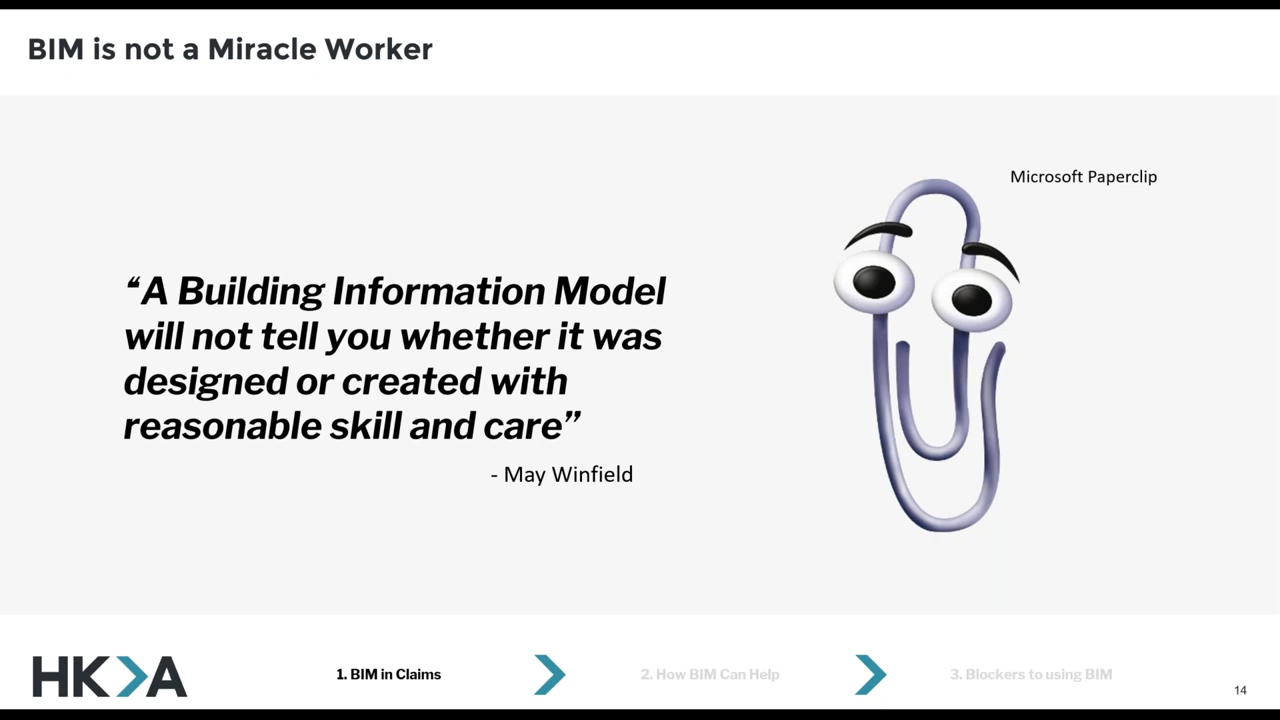 BIM is not a Miracle Worker
Microsoft Paperclip
“A Building Information Model
will not tell you whether it was
designed or created with
reasonable skill and care”
- May Winfield
HKA
1. BIM in Claims
2. How BIM Can Help
3. Blockers to using BIM
14